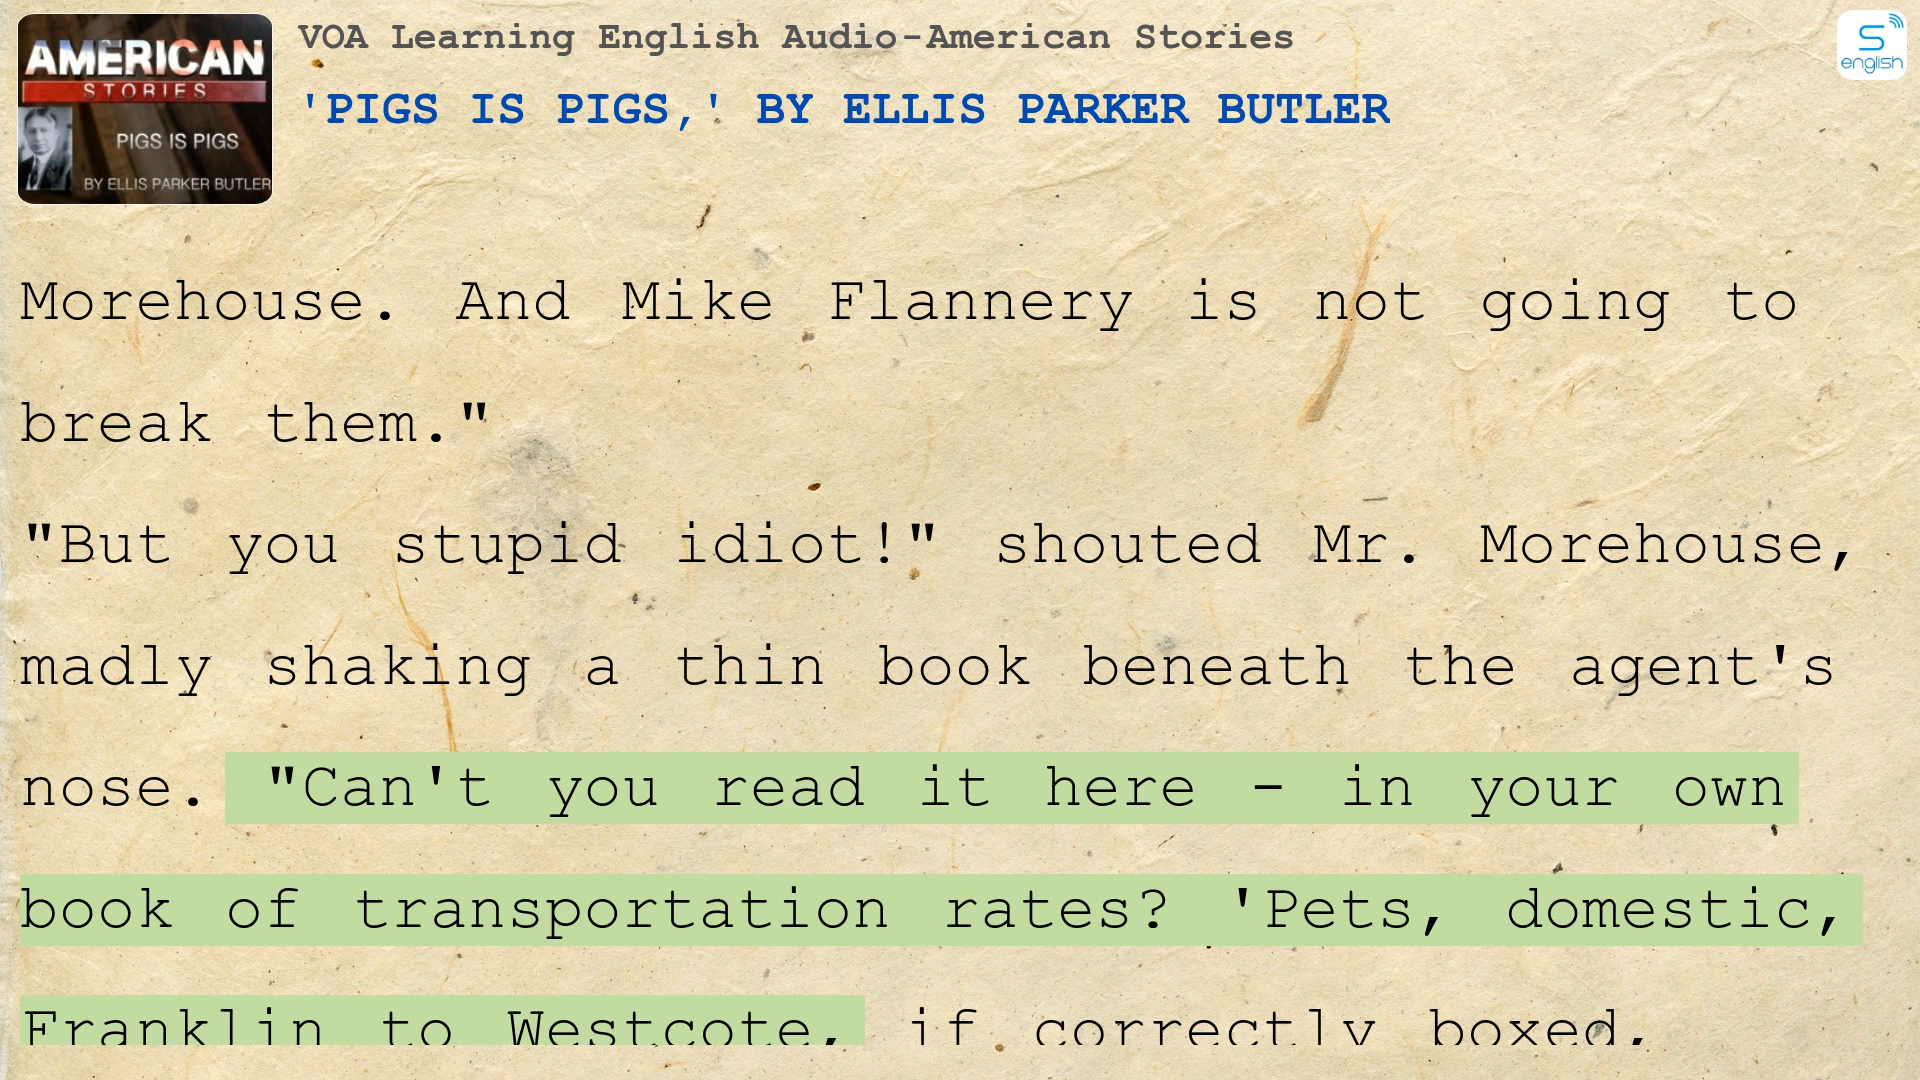 AMERICAN
STORIES
PIGS IS PIGS
BY ELLIS PARKER BUTLER
VOA Learning English Audio-American Stories
'PIGS IS PIGS,' BY ELLIS PARKER BUTLER
S
english
Morehouse. And Mike Flannery is not going to
break them."
"But you stupid idiot!" shouted Mr. Morehouse,
madly shaking a thin book beneath the agent's
nose. "Can't you read it here - in your own
book of transportation rates? 'Pets, domestic,
Franklin to Westcote, if correctly boxed,